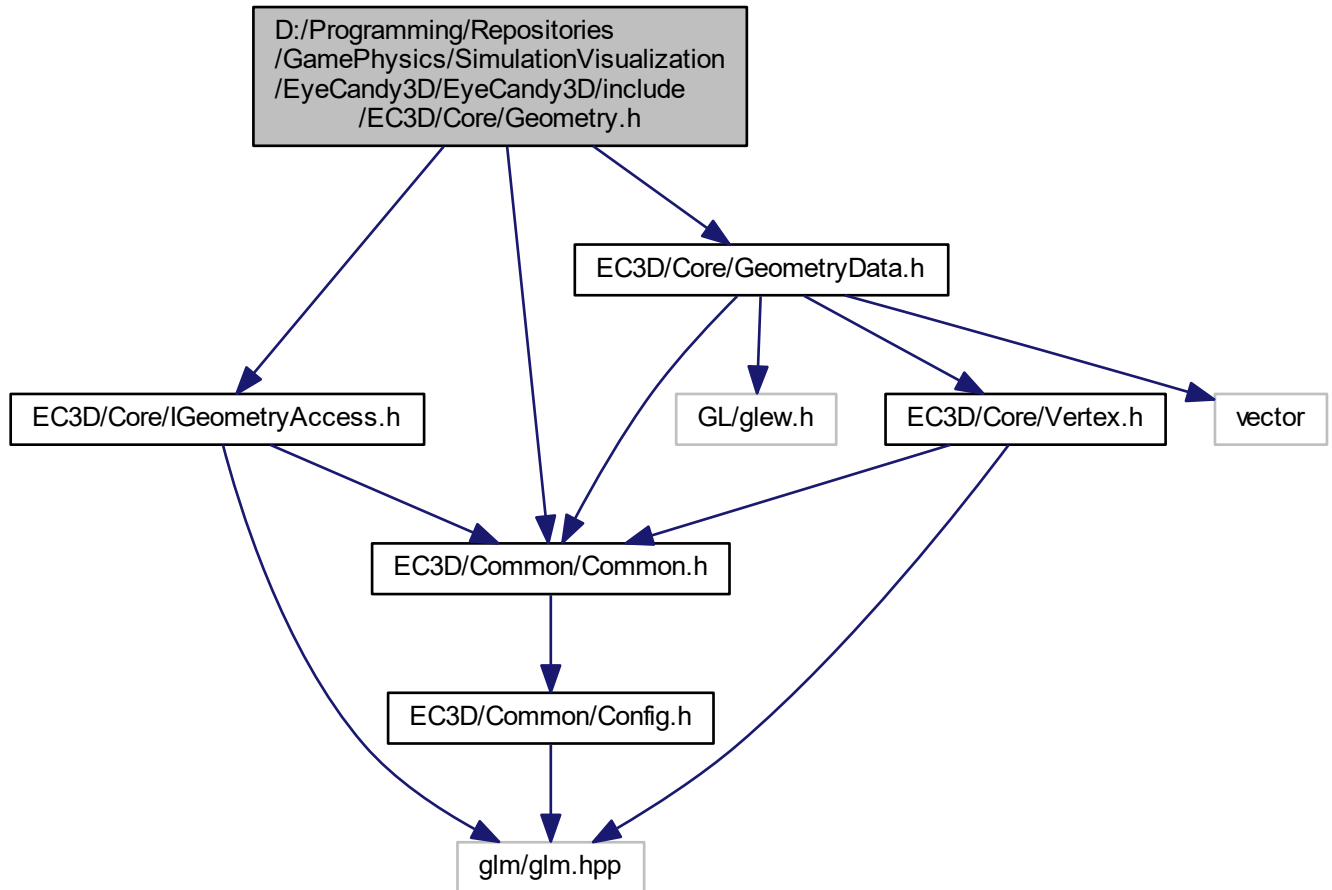 D:/Programming/Repositories
/GamePhysics/SimulationVisualization
/EyeCandy3D/EyeCandy3D/include
/EC3D/Core/Geometry.h
EC3D/Core/GeometryData.h
EC3D/Core/IGeometryAccess.h
GL/glew.h
EC3D/Core/Vertex.h
vector
EC3D/Common/Common.h
EC3D/Common/Config.h
glm/glm.hpp